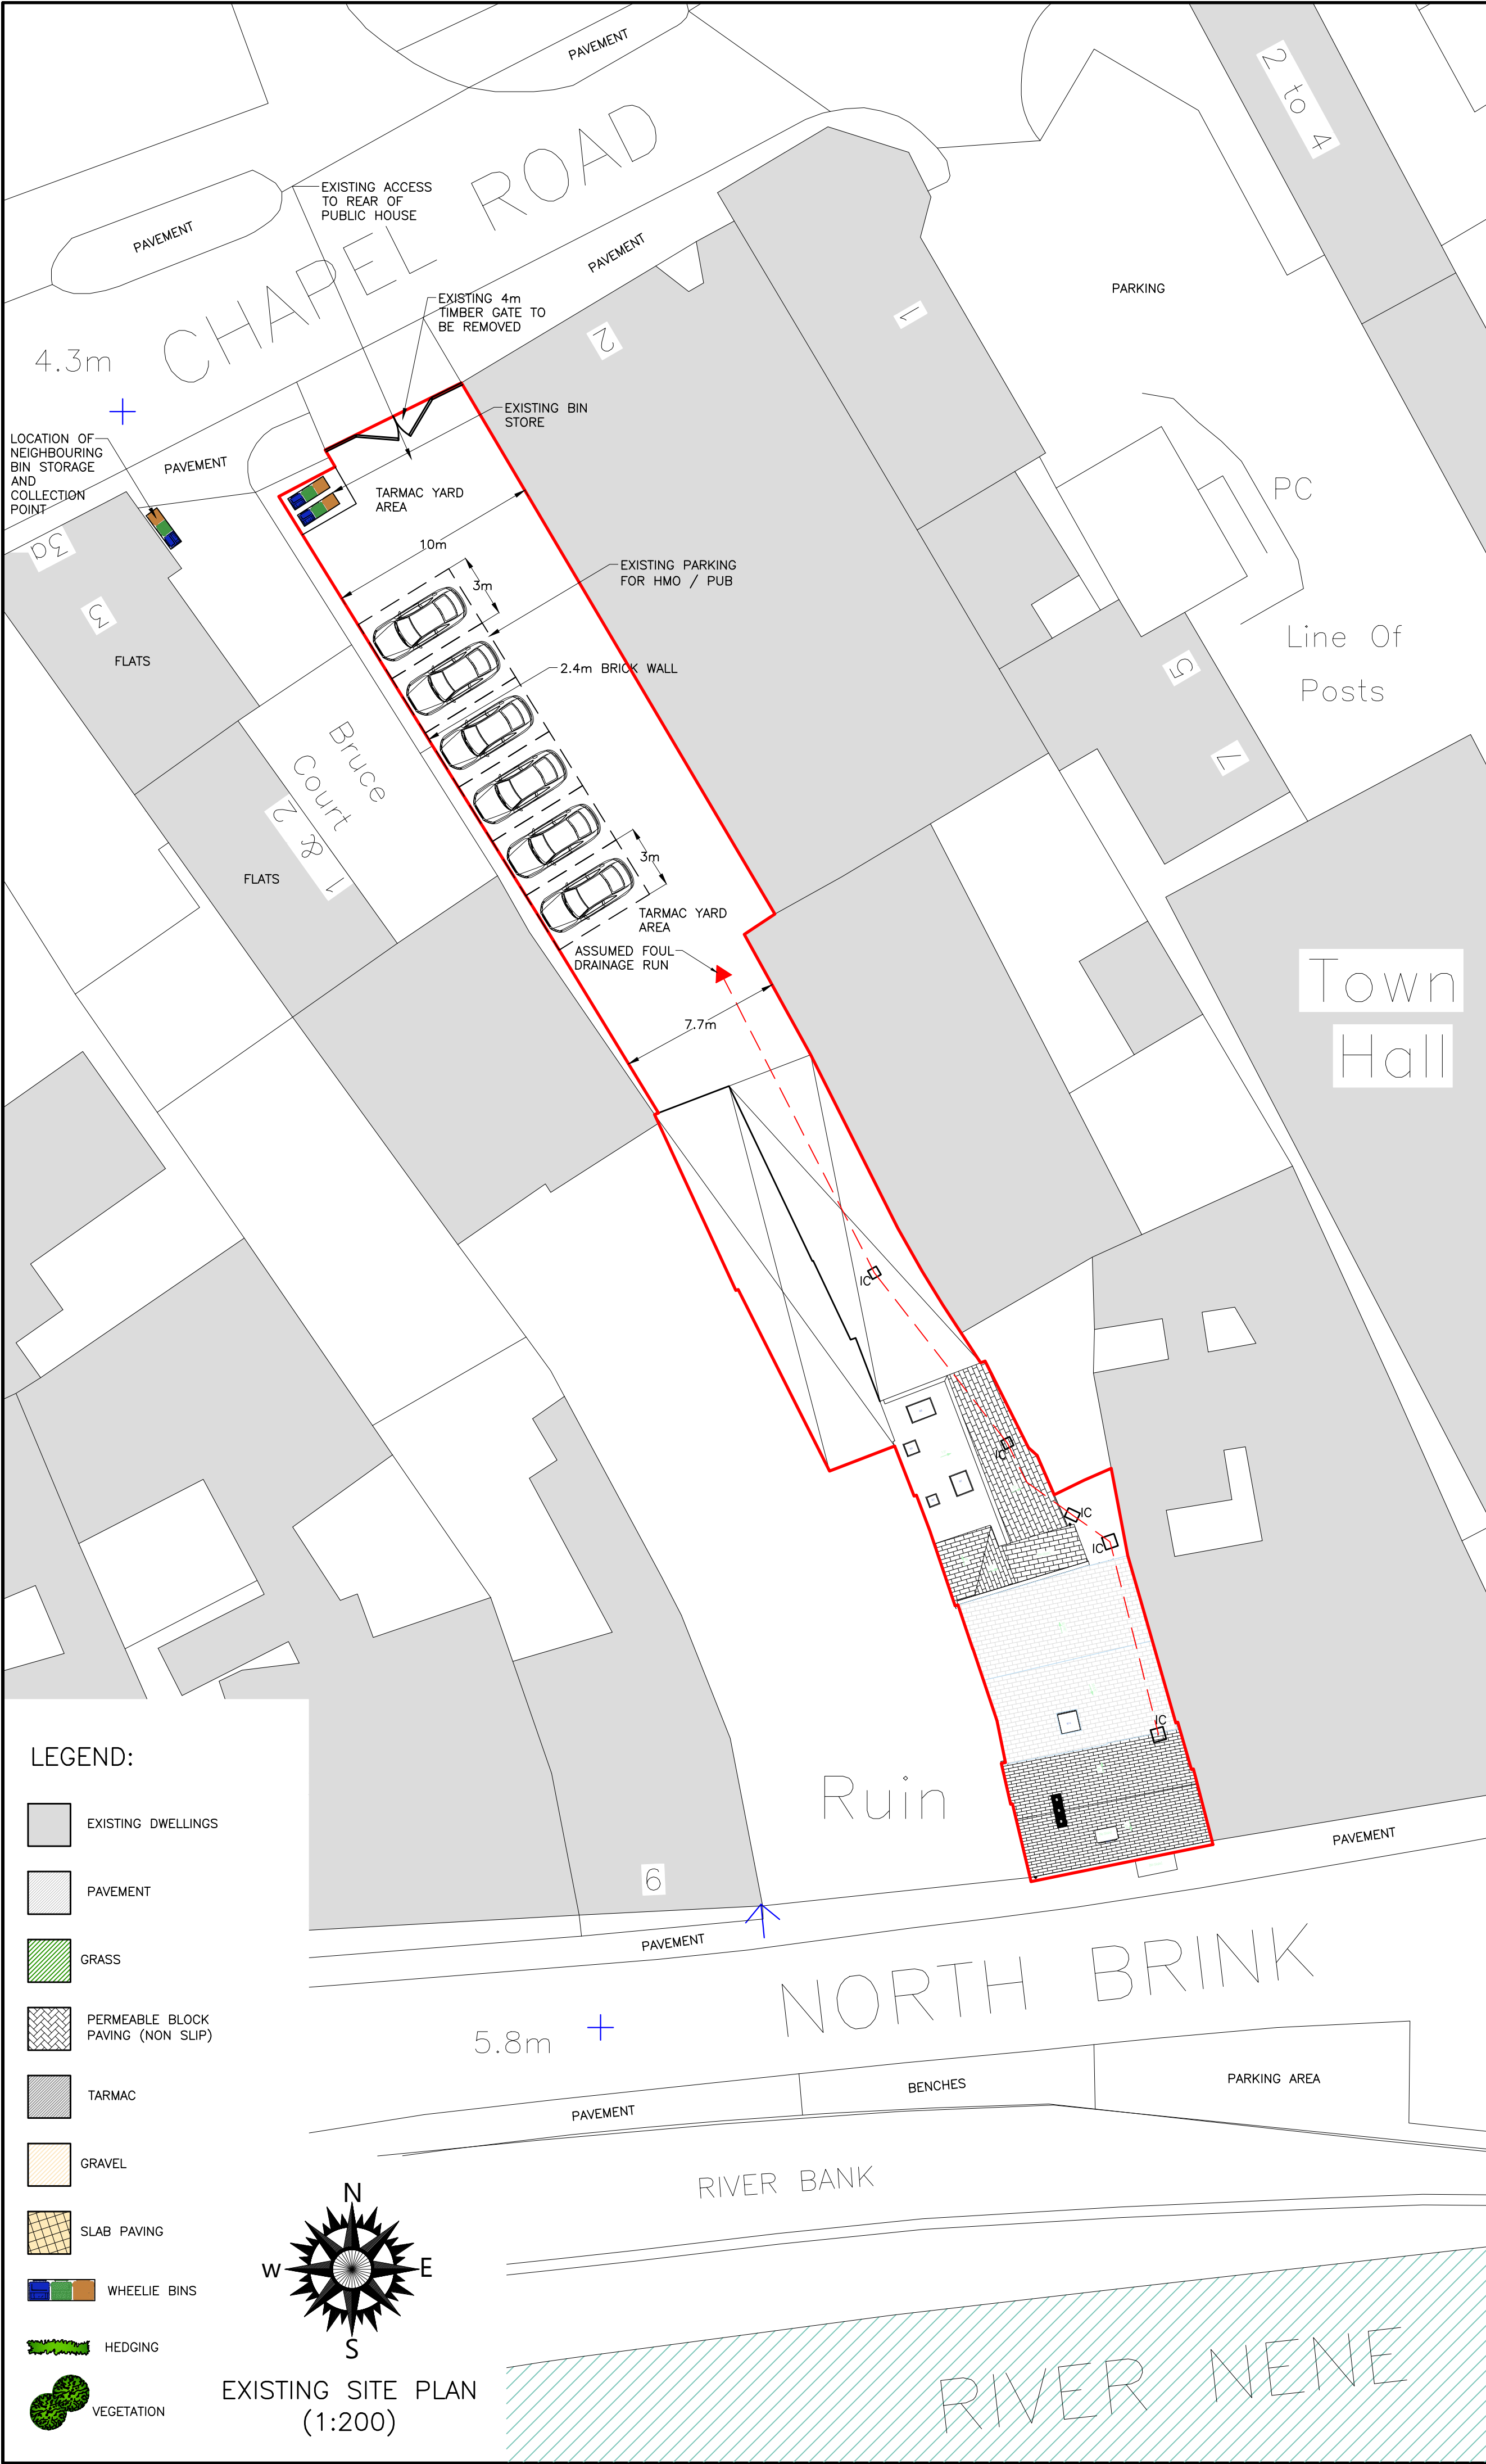 PAVEMENT
2 to 4
CHAPEL ROAD
EXISTING ACCESS
TO REAR OF
PUBLIC HOUSE
PAVEMENT
PAVEMENT
PARKING
EXISTING 4m
TIMBER GATE TO
BE REMOVED
2
1
4.3m
EXISTING BIN
STORE
LOCATION OF
NEIGHBOURING
BIN STORAGE
AND
COLLECTION
POINT
PAVEMENT
TARMAC YARD
AREA
PC
10m
3a
3
EXISTING PARKING
FOR HMO / PUB
3m
FLATS
2.4m BRICK WALL
Line Of
Posts
5
7
Bruce
Court
1 & 2
FLATS
3m
TARMAC YARD
AREA
ASSUMED FOUL
DRAINAGE RUN
Town
Hall
7.7m
IC
IC
IC
IC
IC
Ruin
LEGEND:
EXISTING DWELLINGS
PAVEMENT
GRASS
PERMEABLE BLOCK
PAVING (NON SLIP)
TARMAC
GRAVEL
SLAB PAVING
WHEELIE BINS
HEDGING
VEGETATION
PAVEMENT
6
PAVEMENT
NORTH BRINK
5.8m
PAVEMENT
BENCHES
PARKING AREA
RIVER BANK
N
W
E
S
EXISTING SITE PLAN
(1:200)
RIVER NENE